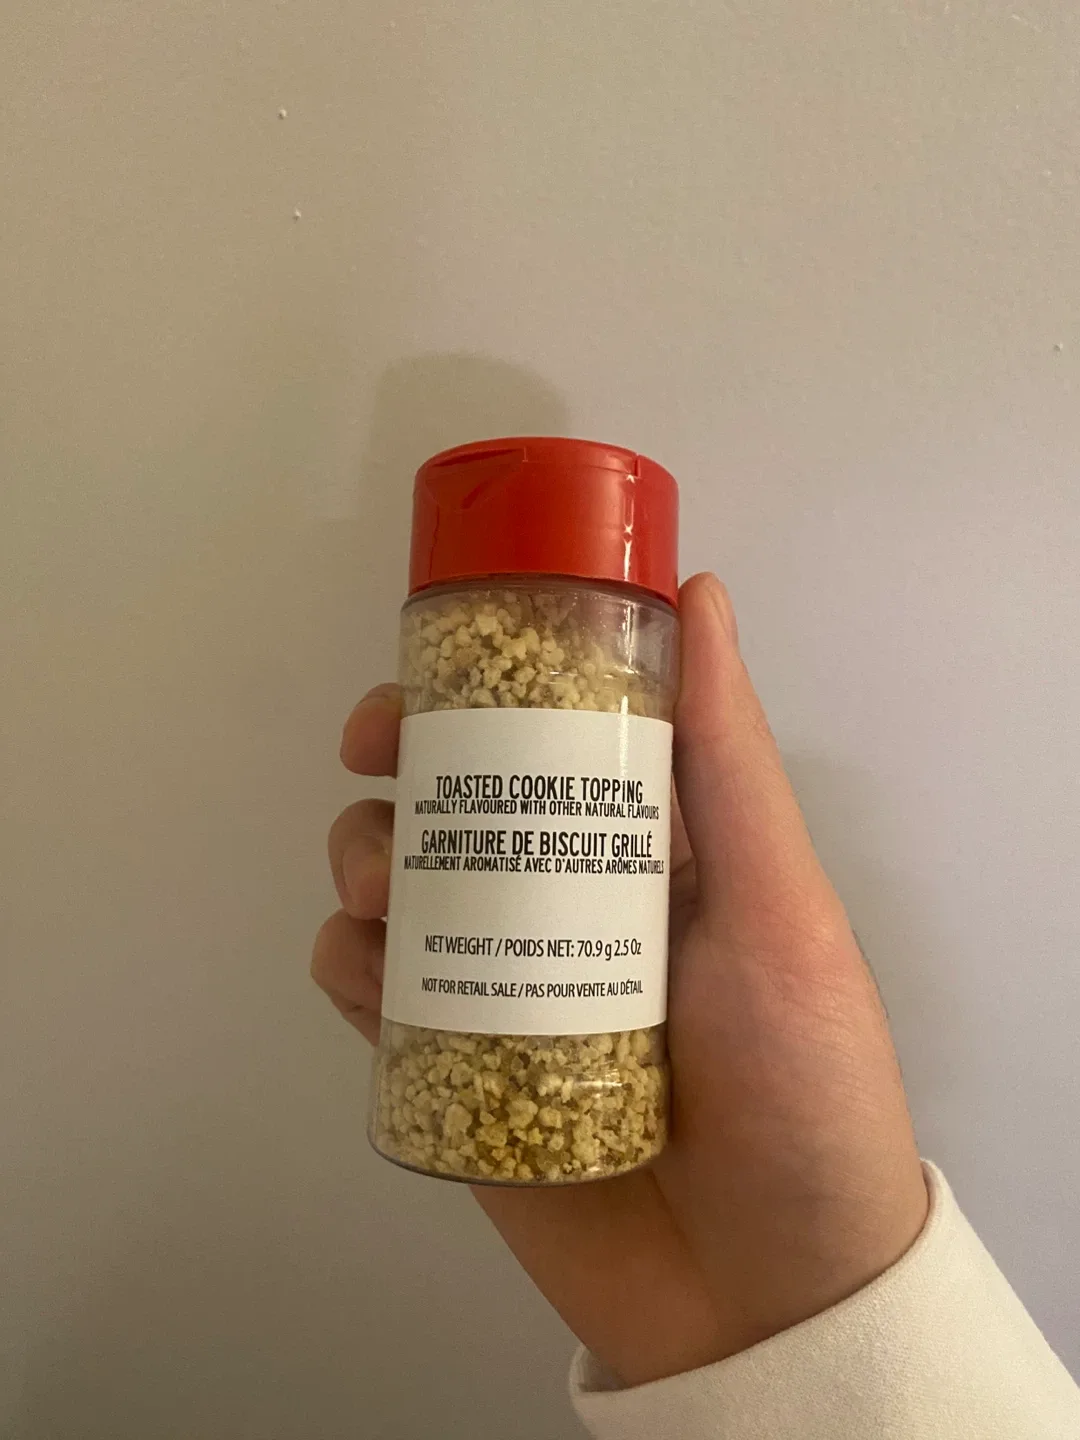 TOASTED COOKIE TOPPiNG
NATURALLY FLAVOURED WITH OTHER NATURAL FLAVOURS
GARNITURE DE BISCUIT GRILLÉ
NATURELLEMENT AROMATISÉ AVEC D'AUTRES ARÔMES NATURELS
NET WEIGHT / POIDS NET: 70.9 g 2.5 Oz
NOT FOR RETAIL SALE / PAS POUR VENTE AU DÉTAIL